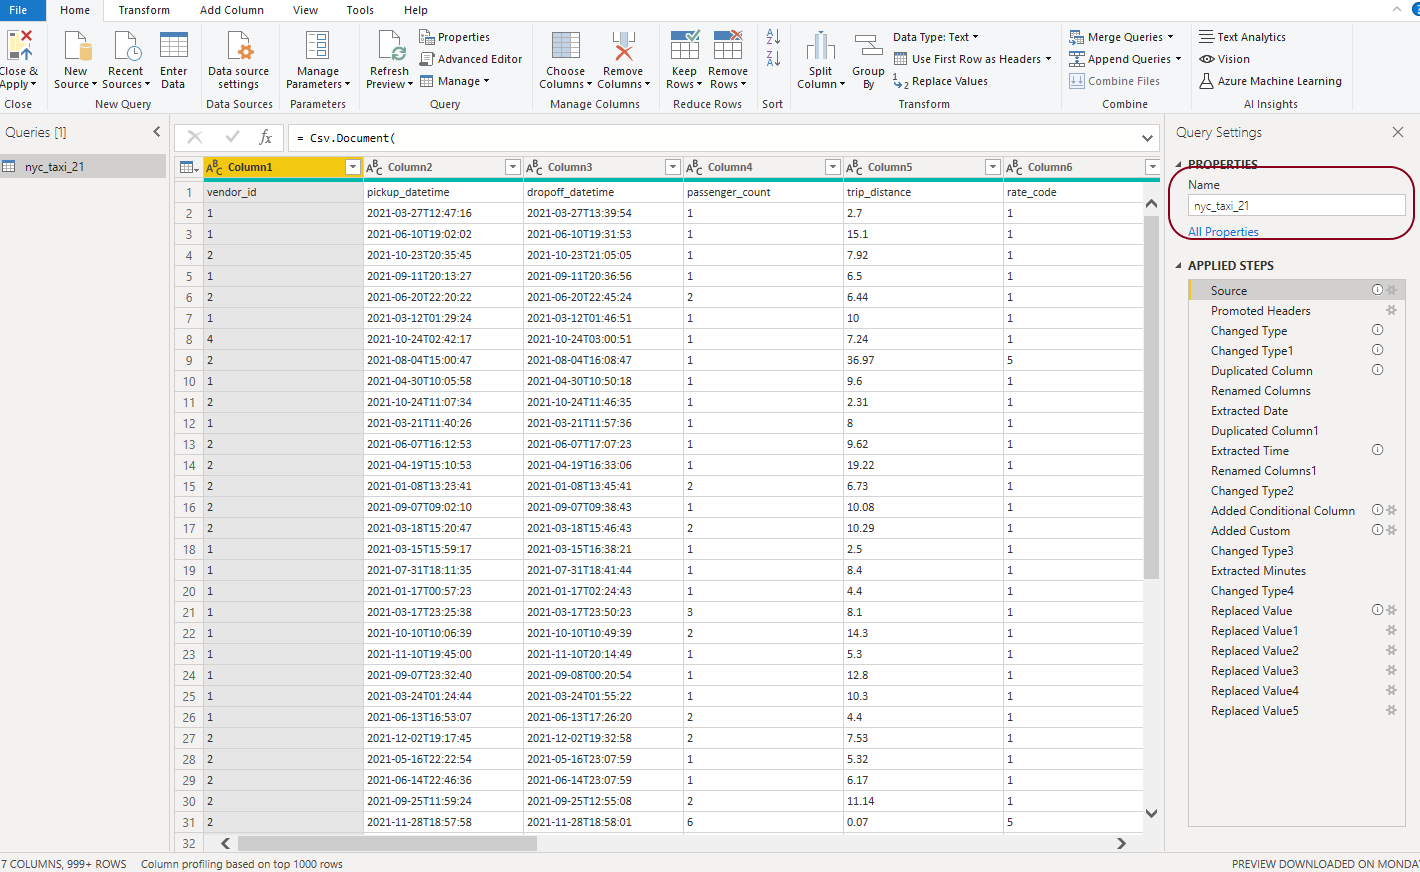 File Home Transform Add Column View Tools Help
Close & Apply
New Source
Recent Sources
Enter Data
Data source settings
Manage Parameters
Refresh Preview
Properties
Advanced Editor
Manage
Choose Columns
Remove Columns
Keep Rows
Remove Rows
Split Column
Group By
Data Type: Text
Use First Row as Headers
Replace Values
Merge Queries
Append Queries
Combine Files
Text Analytics
Vision
Azure Machine Learning
Close New Query Data Sources Parameters Query Manage Columns Reduce Rows Sort Transform Combine AI Insights
Queries [1]
nyc_taxi_21
fx = Csv.Document(
Column1 Column2 Column3 Column4 Column5 Column6
1 vendor_id pickup_datetime dropoff_datetime passenger_count trip_distance rate_code
2 1 2021-03-27T12:47:16 2021-03-27T13:39:54 1 2.7 1
3 1 2021-06-10T19:02:02 2021-06-10T19:31:53 1 15.1 1
4 2 2021-10-23T20:35:45 2021-10-23T21:05:05 1 7.92 1
5 1 2021-09-11T20:13:27 2021-09-11T20:36:56 1 6.5 1
6 2 2021-06-20T22:20:22 2021-06-20T22:45:24 2 6.44 1
7 1 2021-03-12T01:29:24 2021-03-12T01:46:51 1 10 1
8 4 2021-10-24T02:42:17 2021-10-24T03:00:51 1 7.24 1
9 2 2021-08-04T15:00:47 2021-08-04T16:08:47 1 36.97 5
10 1 2021-04-30T10:05:58 2021-04-30T10:50:18 1 9.6 1
11 2 2021-10-24T11:07:34 2021-10-24T11:46:35 1 2.31 1
12 1 2021-03-21T11:40:26 2021-03-21T11:57:36 1 8 1
13 2 2021-06-07T16:12:53 2021-06-07T17:07:23 1 9.62 1
14 2 2021-04-19T15:10:53 2021-04-19T16:33:06 1 19.22 1
15 2 2021-01-08T13:23:41 2021-01-08T13:45:41 2 6.73 1
16 2 2021-09-07T09:02:10 2021-09-07T09:38:43 1 10.08 1
17 2 2021-03-18T15:20:47 2021-03-18T15:46:43 2 10.29 1
18 1 2021-03-15T15:59:17 2021-03-15T16:38:21 1 2.5 1
19 1 2021-07-31T18:11:35 2021-07-31T18:41:44 1 8.4 1
20 1 2021-01-17T00:57:23 2021-01-17T02:24:43 1 4.4 1
21 1 2021-03-17T23:25:38 2021-03-17T23:50:23 3 8.1 1
22 1 2021-10-10T10:06:39 2021-10-10T10:49:39 2 14.3 1
23 1 2021-11-10T19:45:00 2021-11-10T20:14:49 1 5.3 1
24 1 2021-09-07T23:32:40 2021-09-08T00:20:54 1 12.8 1
25 1 2021-03-24T01:24:44 2021-03-24T01:55:22 1 10.3 1
26 1 2021-06-13T16:53:07 2021-06-13T17:26:20 2 4.4 1
27 2 2021-12-02T19:17:45 2021-12-02T19:32:58 2 7.53 1
28 2 2021-05-16T22:22:54 2021-05-16T23:07:59 1 5.32 1
29 2 2021-06-14T22:46:36 2021-06-14T23:07:59 1 6.17 1
30 2 2021-09-25T11:59:24 2021-09-25T12:55:08 2 11.14 1
31 2 2021-11-28T18:57:58 2021-11-28T18:58:01 6 0.07 5
32
Query Settings
PROPERTIES
Name
nyc_taxi_21
All Properties
APPLIED STEPS
Source
Promoted Headers
Changed Type
Changed Type1
Duplicated Column
Renamed Columns
Extracted Date
Duplicated Column1
Extracted Time
Renamed Columns1
Changed Type2
Added Conditional Column
Added Custom
Changed Type3
Extracted Minutes
Changed Type4
Replaced Value
Replaced Value1
Replaced Value2
Replaced Value3
Replaced Value4
Replaced Value5
7 COLUMNS, 999+ ROWS Column profiling based on top 1000 rows PREVIEW DOWNLOADED ON MONDA